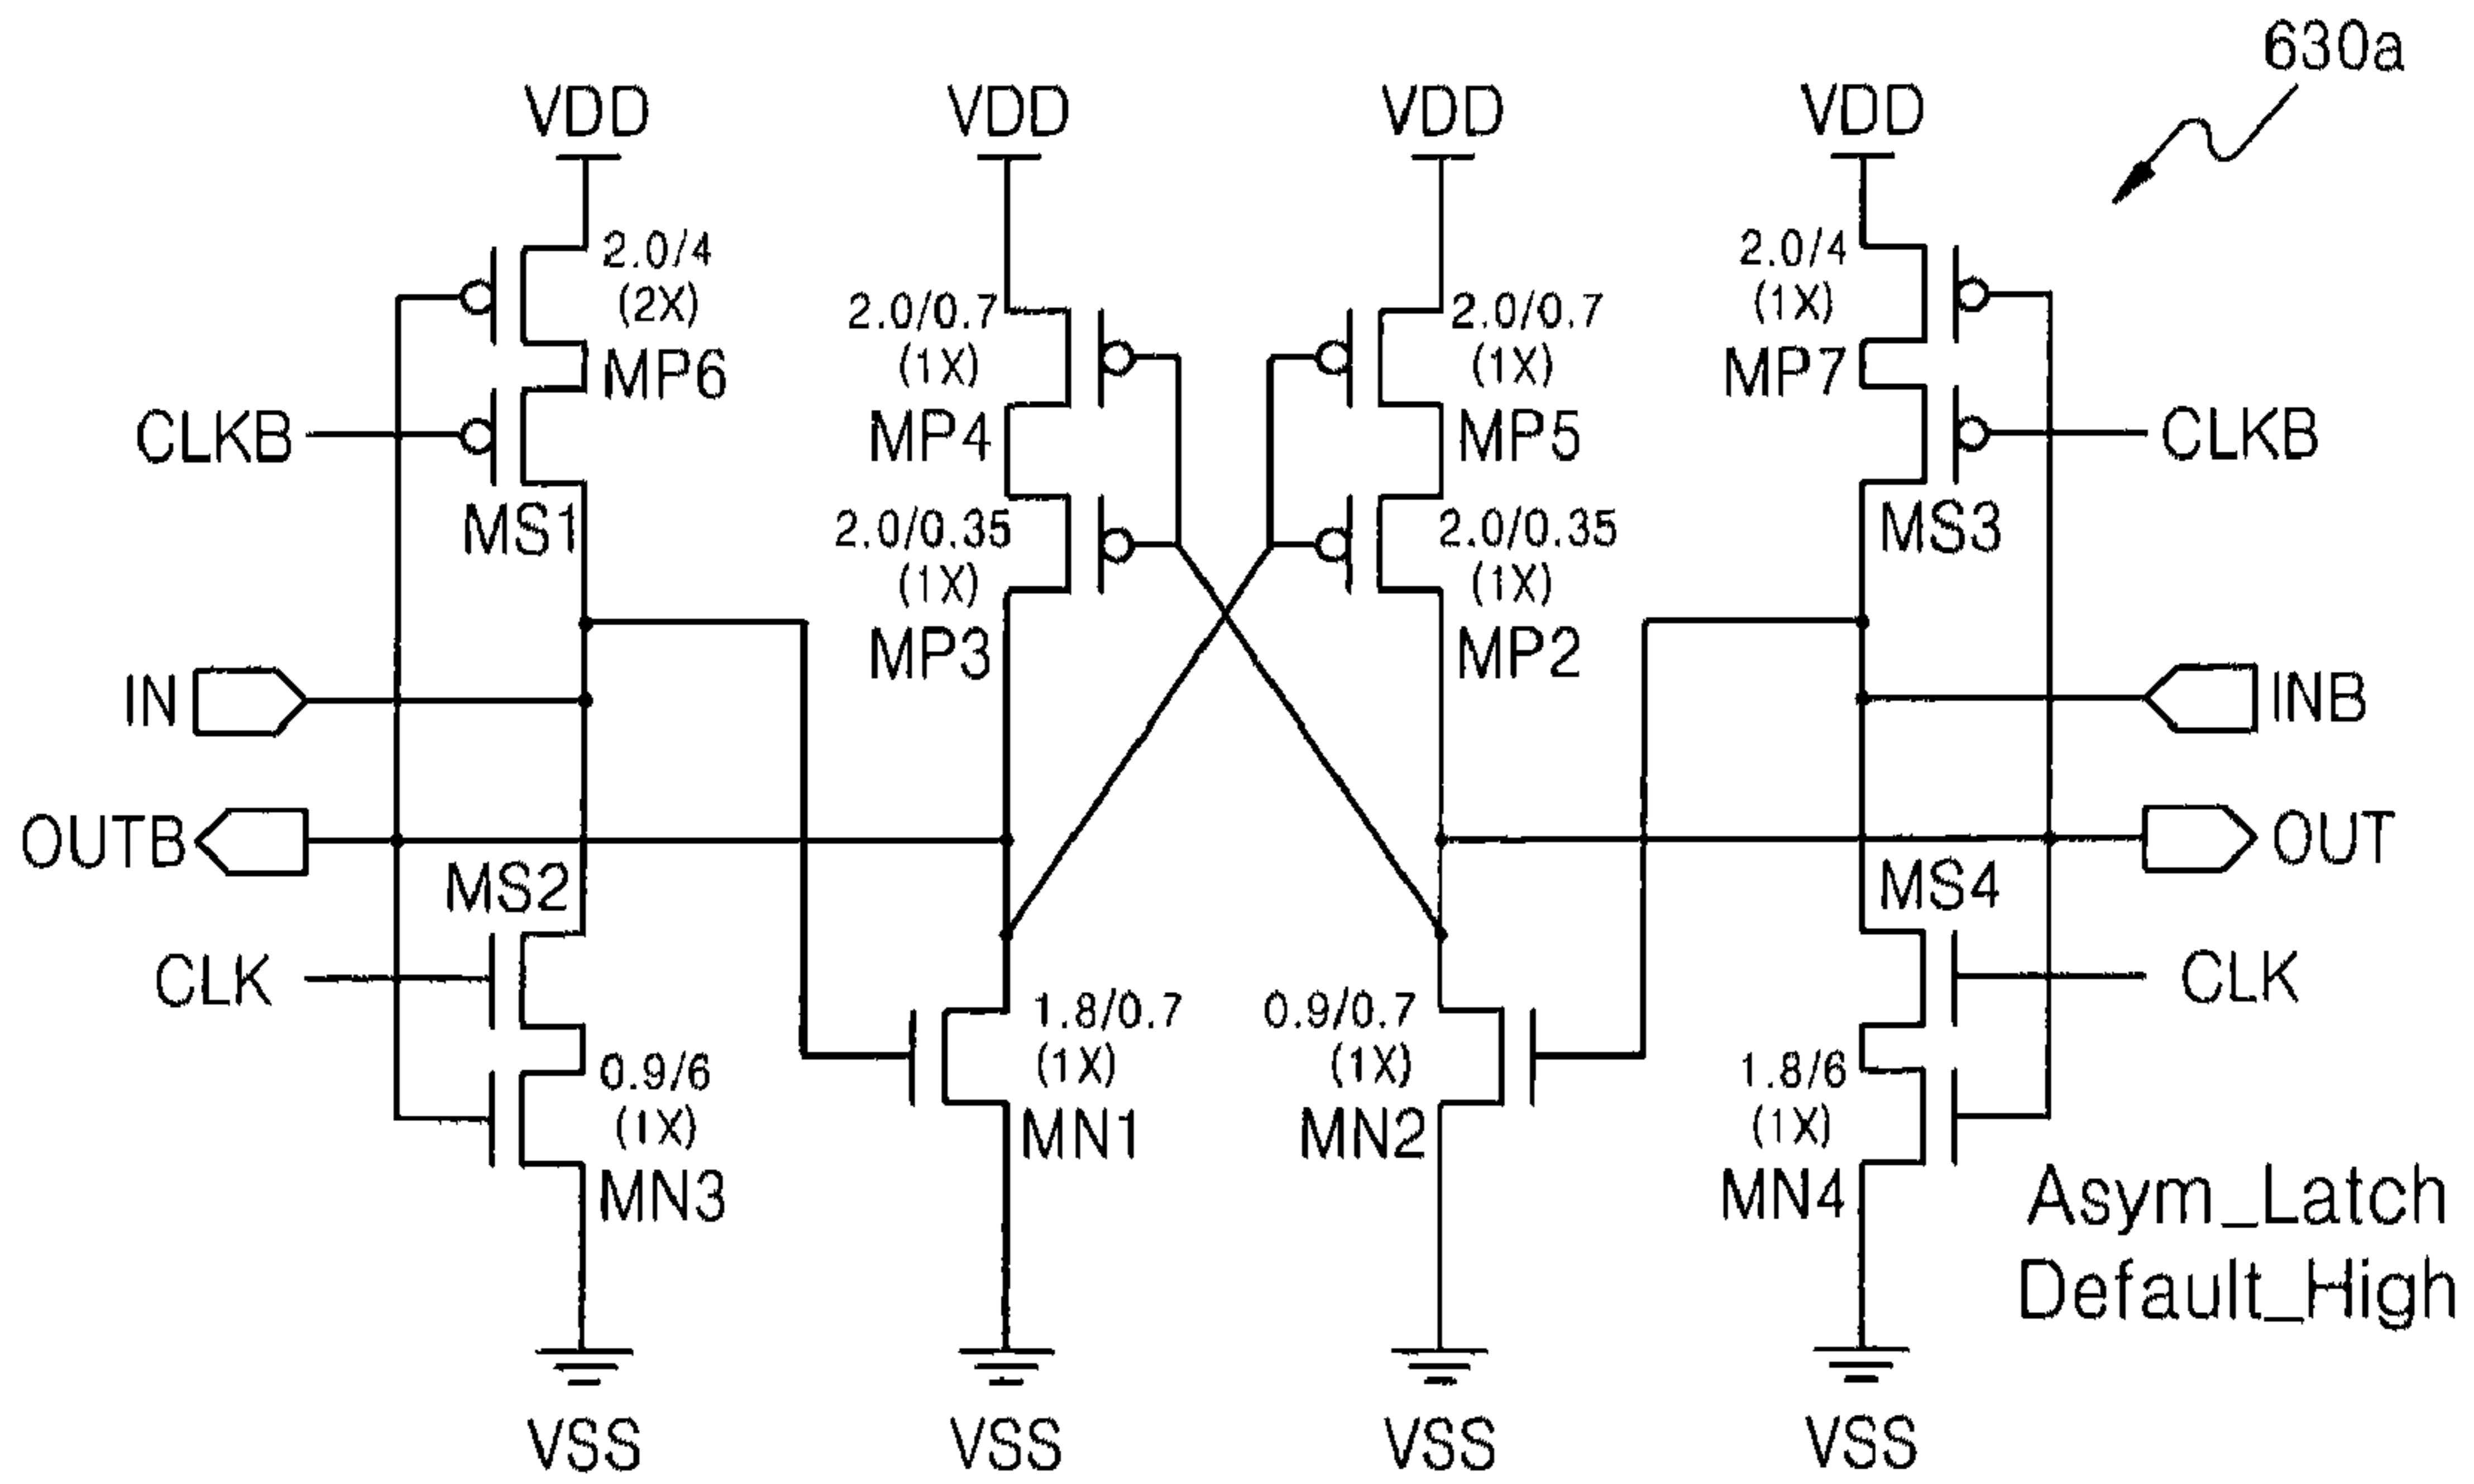 630a
VDD
VDD
VDD
VDD
2.0/4
(2X)
MP6
2.0/0.7
(1X)
MP4
2.0/0.7
(1X)
MP5
2.0/4
(1X)
MP7
CLKB
MS1
2.0/0.35
(1X)
MP3
2.0/0.35
(1X)
MP2
CLKB
MS3
IN
INB
OUTB
OUT
MS2
MS4
CLK
CLK
0.9/6
(1X)
MN3
1.8/0.7
(1X)
MN1
0.9/0.7
(1X)
MN2
1.8/6
(1X)
MN4
Asym_Latch
Default_High
VSS
VSS
VSS
VSS